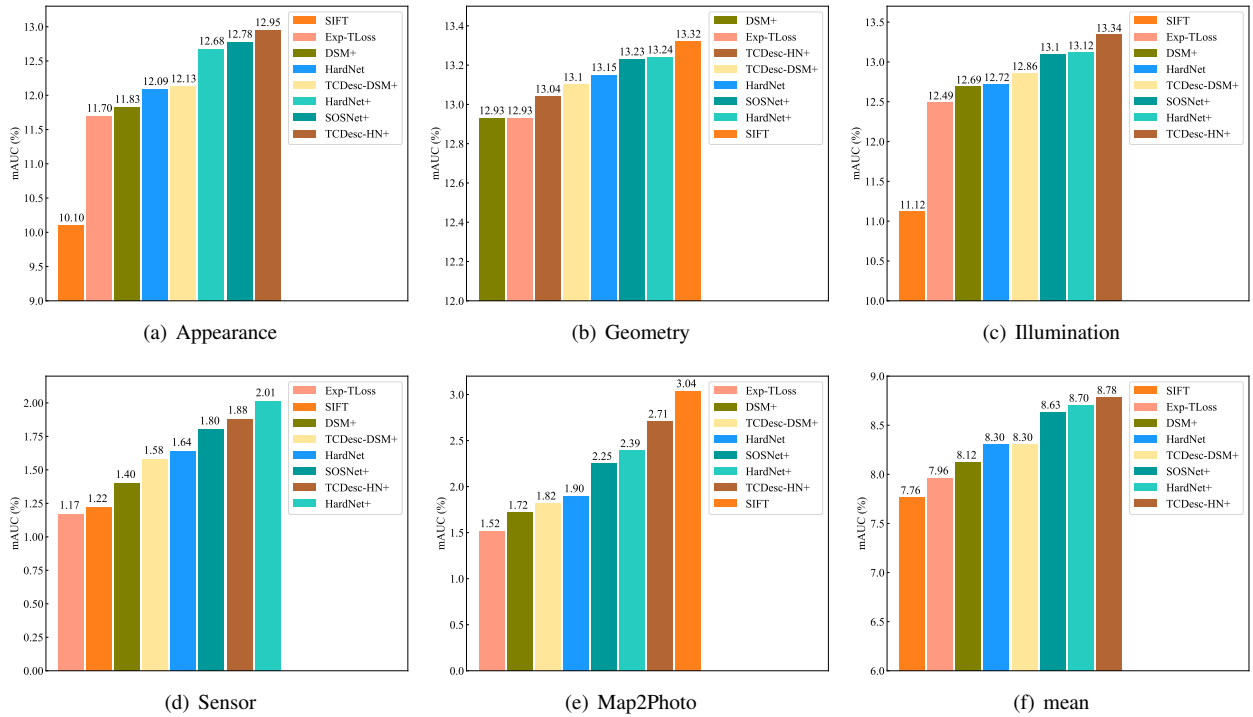 13.0
12.5
12.0
11.5
11.0
10.5
10.0
9.5
9.0
mAUC (%)
10.10
11.70
11.83
12.09
12.13
12.68
12.78
12.95
SIFT
Exp-TLoss
DSM+
HardNet
TCDesc-DSM+
HardNet+
SOSNet+
TCDesc-HN+
(a) Appearance
13.4
13.2
13.0
12.8
12.6
12.4
12.2
12.0
mAUC (%)
12.93
12.93
13.04
13.1
13.15
13.23
13.24
13.32
DSM+
Exp-TLoss
TCDesc-HN+
TCDesc-DSM+
HardNet
SOSNet+
HardNet+
SIFT
(b) Geometry
13.5
13.0
12.5
12.0
11.5
11.0
10.5
10.0
mAUC (%)
11.12
12.49
12.69
12.72
12.86
13.1
13.12
13.34
SIFT
Exp-TLoss
DSM+
HardNet
TCDesc-DSM+
SOSNet+
HardNet+
TCDesc-HN+
(c) Illumination
2.00
1.75
1.50
1.25
1.00
0.75
0.50
0.25
0.00
mAUC (%)
1.17
1.22
1.40
1.58
1.64
1.80
1.88
2.01
Exp-TLoss
SIFT
DSM+
TCDesc-DSM+
HardNet
SOSNet+
TCDesc-HN+
HardNet+
(d) Sensor
3.0
2.5
2.0
1.5
1.0
0.5
0.0
mAUC (%)
1.52
1.72
1.82
1.90
2.25
2.39
2.71
3.04
Exp-TLoss
DSM+
TCDesc-DSM+
HardNet
SOSNet+
HardNet+
TCDesc-HN+
SIFT
(e) Map2Photo
9.0
8.5
8.0
7.5
7.0
6.5
6.0
mAUC (%)
7.76
7.96
8.12
8.30
8.30
8.63
8.70
8.78
SIFT
Exp-TLoss
DSM+
HardNet
TCDesc-DSM+
SOSNet+
HardNet+
TCDesc-HN+
(f) mean